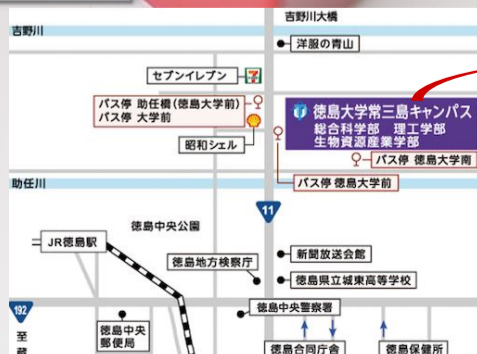 吉野川大橋
吉野川
洋服の青山
セブンイレブン
バス停 助任橋(徳島大学前)
バス停 大学前
昭和シェル
徳島大学常三島キャンパス
総合科学部 理工学部
生物資源産業学部
バス停 徳島大学南
バス停 徳島大学前
助任川
11
徳島中央公園
JR徳島駅
徳島地方検察庁
新聞放送会館
徳島県立城東高等学校
192
徳島中央警察署
至
徳島中央
郵便局
徳島合同庁舎
徳島保健所
蔵